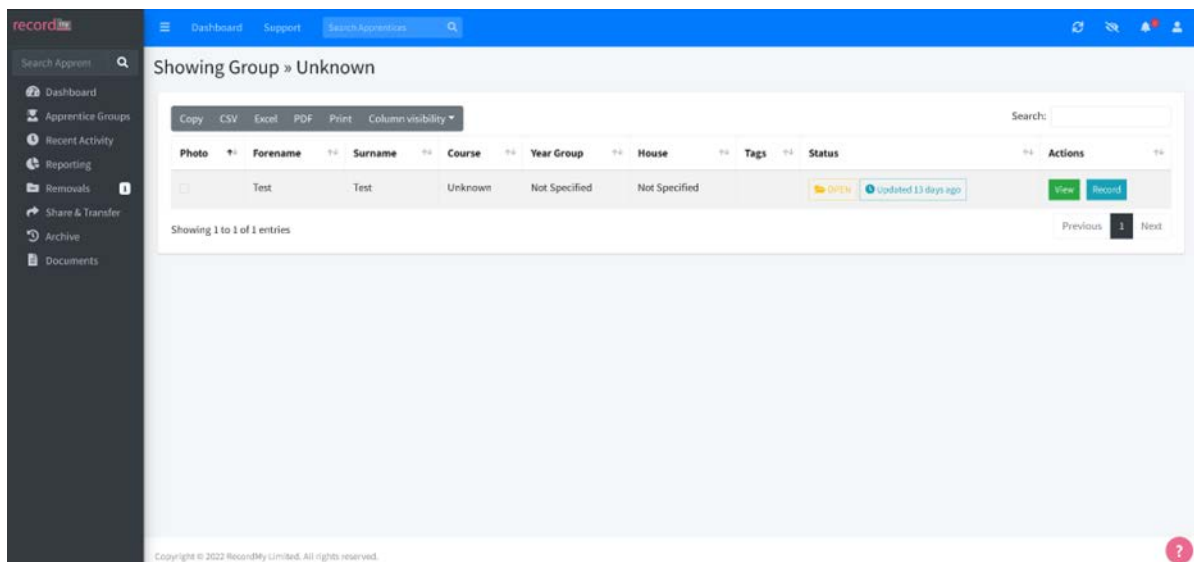 record my
Dashboard Support Search Apprentices
Search Apprent
Dashboard
Apprentice Groups
Recent Activity
Reporting
Removals 1
Share & Transfer
Archive
Documents
Showing Group » Unknown
Copy CSV Excel PDF Print Column visibility
Search:
Photo Forename Surname Course Year Group House Tags Status Actions
Test Test Unknown Not Specified Not Specified OPEN Updated 13 days ago View Record
Showing 1 to 1 of 1 entries
Previous 1 Next
Copyright © 2022 RecordMy Limited. All rights reserved.
?